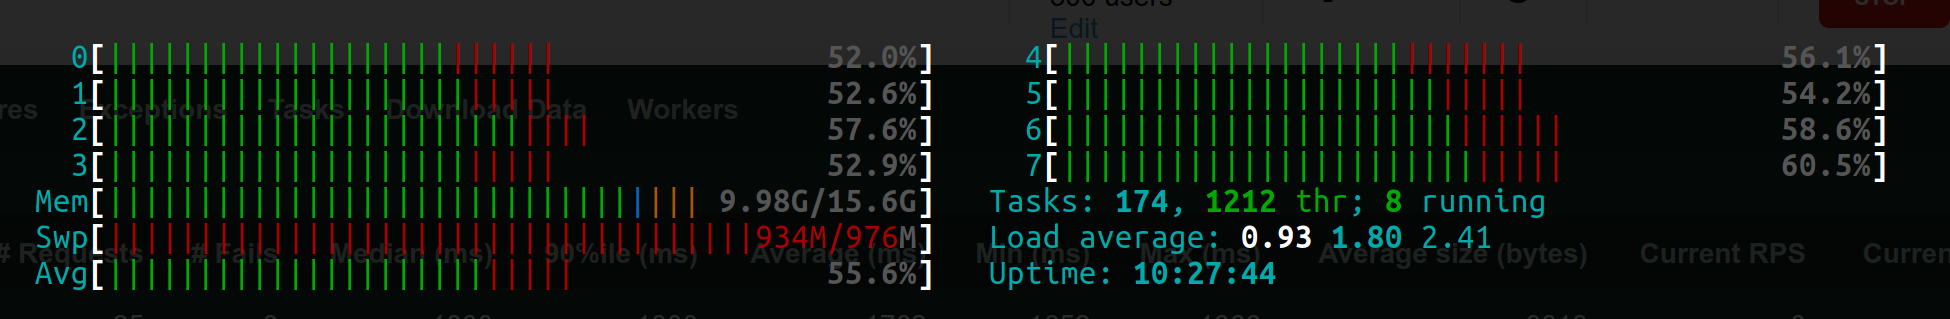 500 users
Edit
STOP
0[52.0%] 4[56.1%]
1[52.6%] 5[54.2%]
res Exceptions Tasks Download Data Workers
2[57.6%] 6[58.6%]
3[52.9%] 7[60.5%]
Mem[9.98G/15.6G] Tasks: 174, 1212 thr; 8 running
Swp[934M/976M] Load average: 0.93 1.80 2.41
# Requests # Fails Median (ms) 90%ile (ms) Average (ms) Min (ms) Max (ms) Average size (bytes) Current RPS Curren
Avg[55.6%] Uptime: 10:27:44